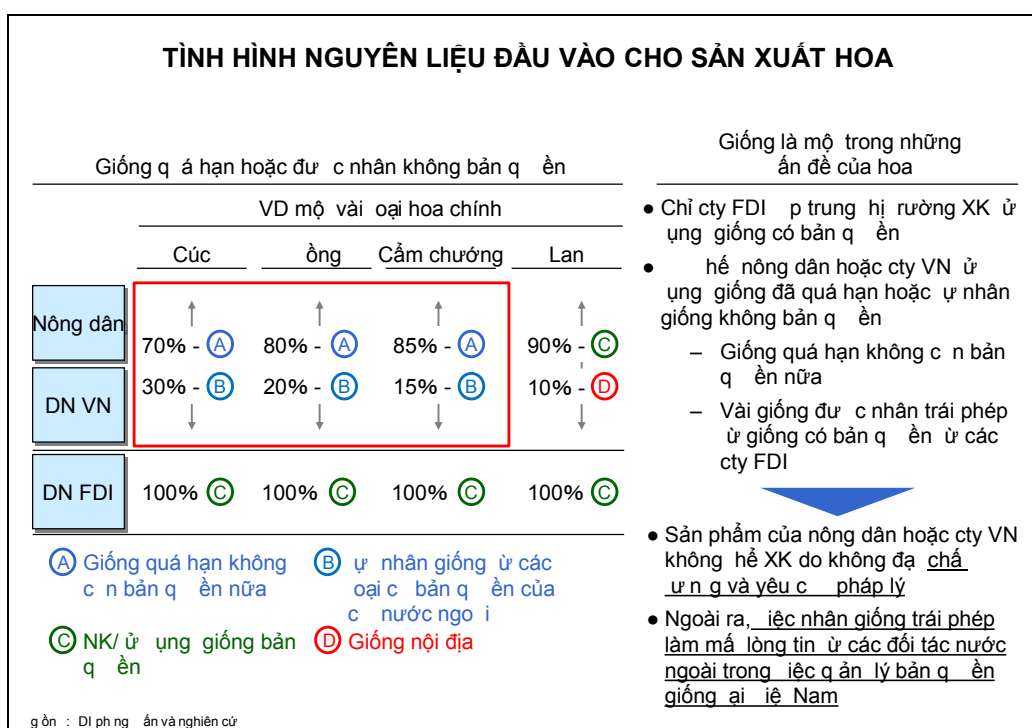 TÌNH HÌNH NGUYÊN LIỆU ĐẦU VÀO CHO SẢN XUẤT HOA
Giống q á hạn hoặc đư c nhân không bản q ền
VD mộ vài oại hoa chính
Cúc ồng Cẩm chướng Lan
Nông dân
70% - A 80% - A 85% - A 90% - C
DN VN
30% - B 20% - B 15% - B 10% - D
DN FDI 100% C 100% C 100% C 100% C
A Giống quá hạn không
c n bản q ền nữa
B ự nhân giống ừ các
oại c bản q ền của
c nước ngo i
C NK/ ử ụng giống bản
q ền
D Giống nội địa
Giống là mộ trong những
ấn đề của hoa
● Chỉ cty FDI p trung hị rường XK ử
ụng giống có bản q ền
● hế nông dân hoặc cty VN ử
ụng giống đã quá hạn hoặc ự nhân
giống không bản q ền
– Giống quá hạn không c n bản
q ền nữa
– Vài giống đư c nhân trái phép
ừ giống có bản q ền ừ các
cty FDI
● Sản phẩm của nông dân hoặc cty VN
không hể XK do không đạ chấ
ư n g và yêu c pháp lý
● Ngoài ra, iệc nhân giống trái phép
làm mấ lòng tin ừ các đối tác nước
ngoài trong iệc q ản lý bản q ền
giống ại iệ Nam
g ồn : DI ph ng ấn và nghiên cứ